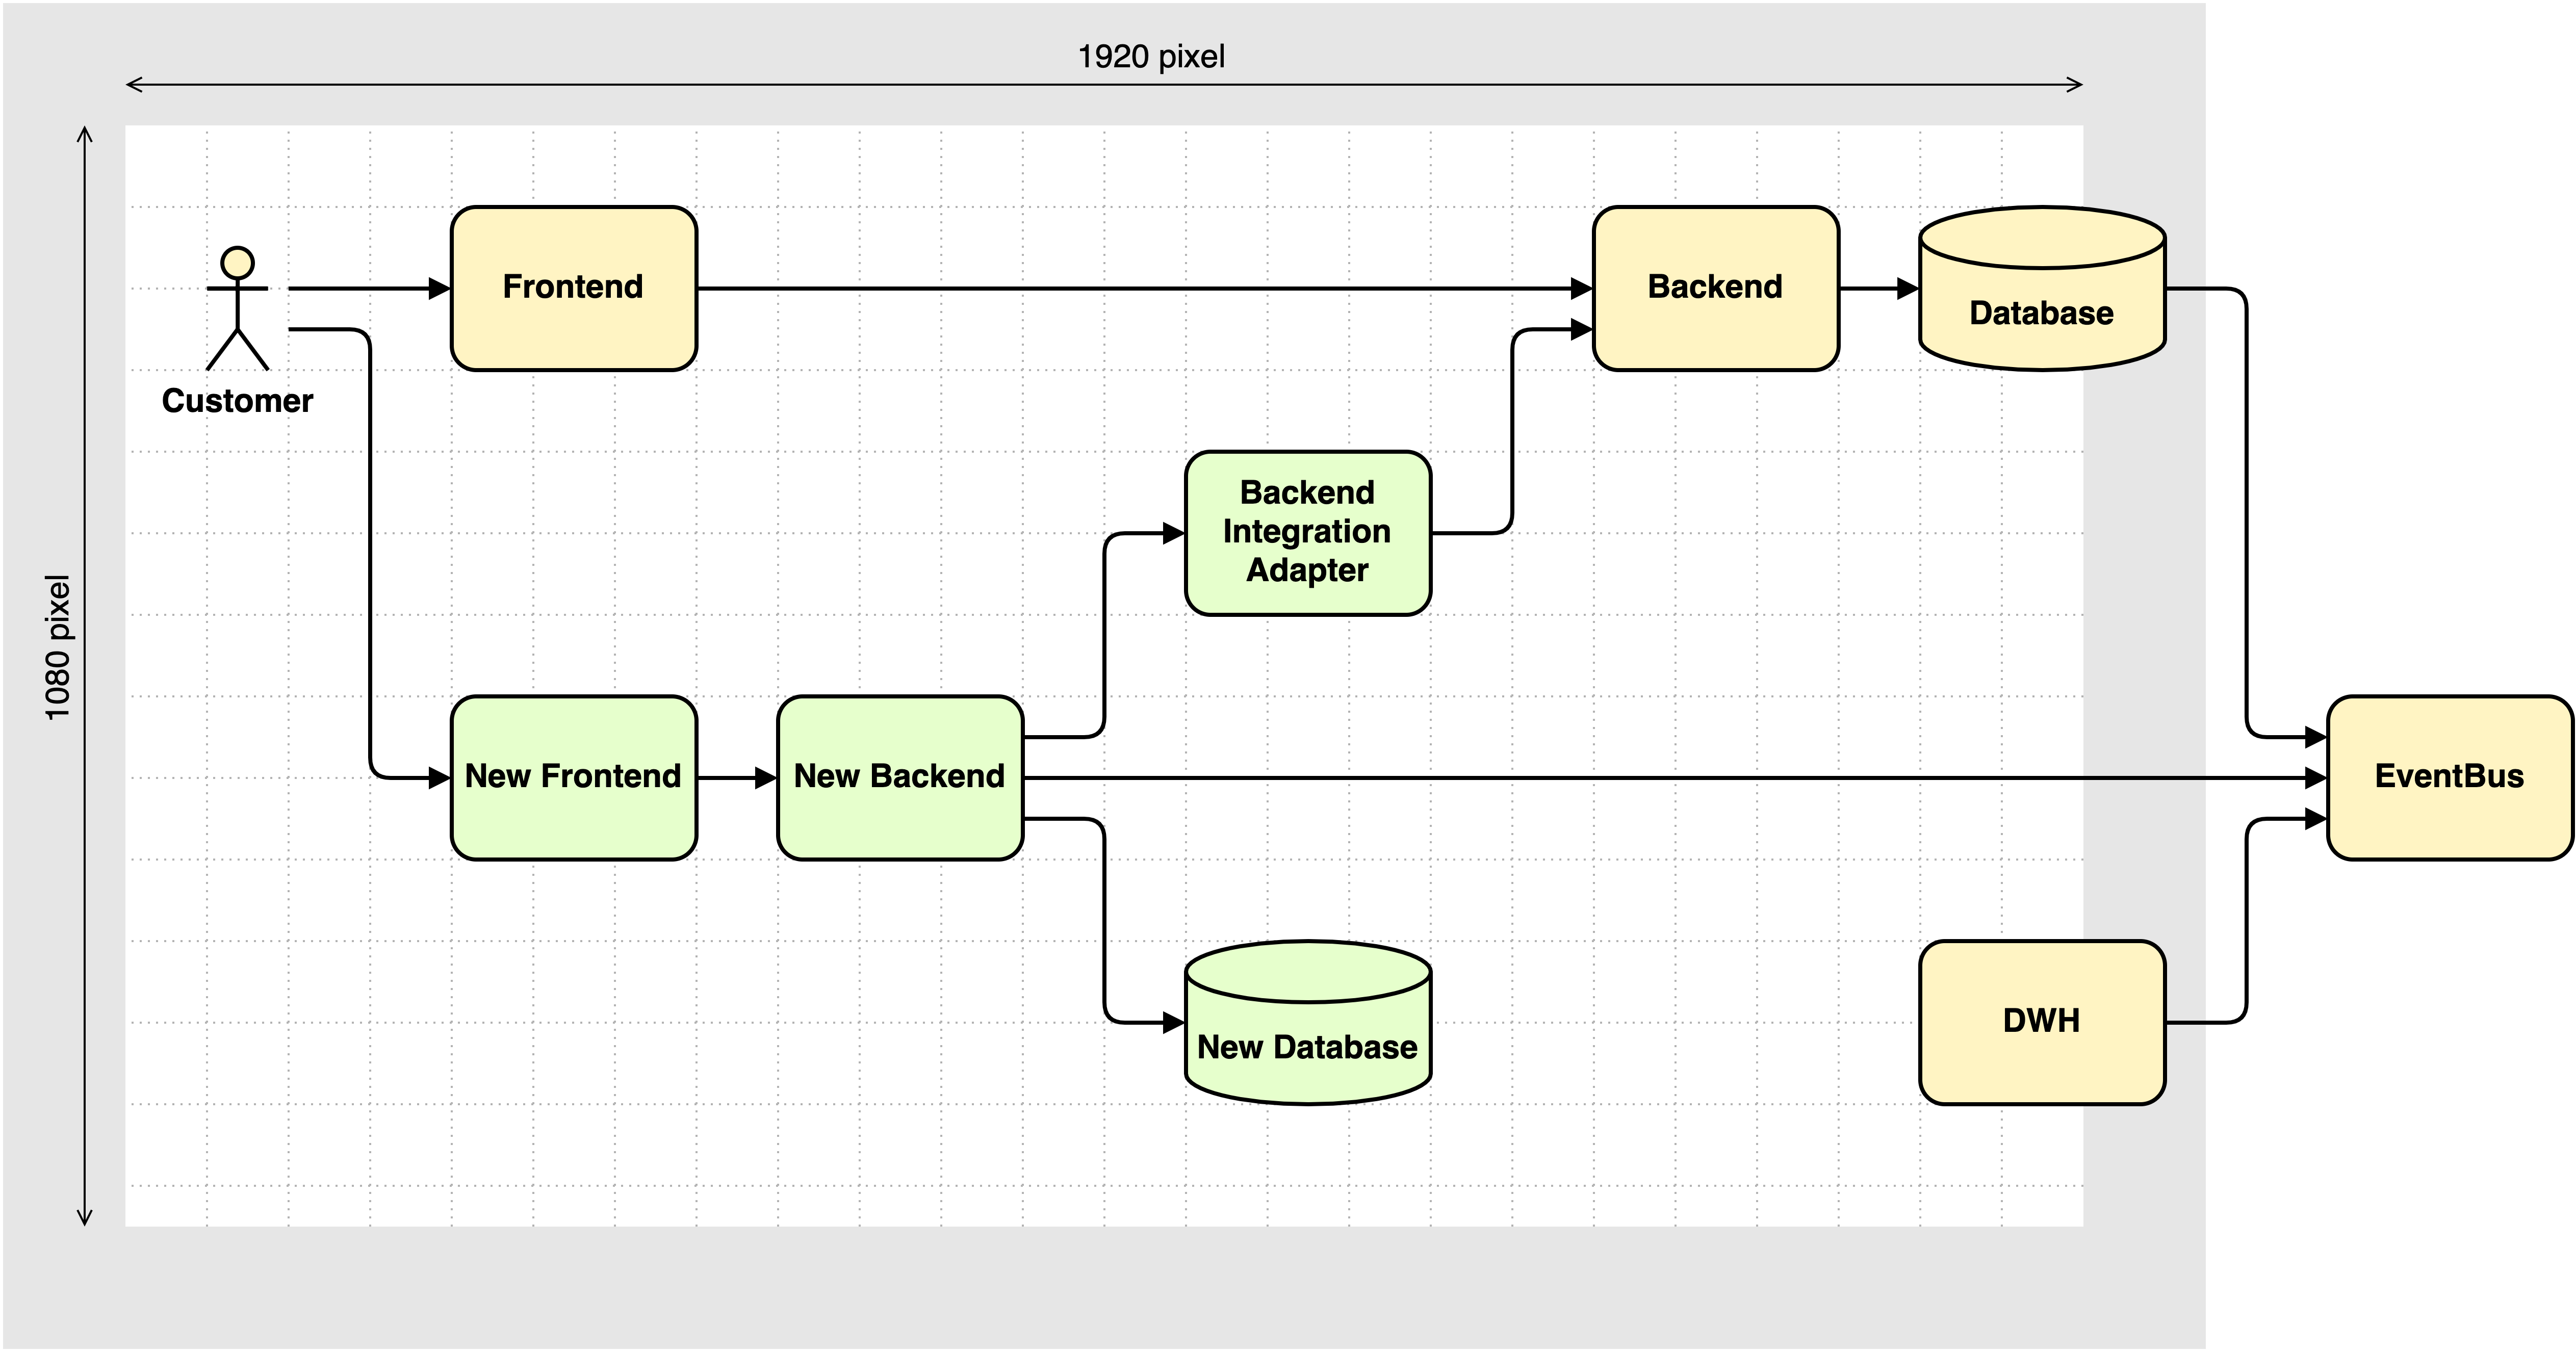 1920 pixel
1080 pixel
Customer
Frontend
Backend
Database
Backend
Integration
Adapter
New Frontend
New Backend
EventBus
New Database
DWH